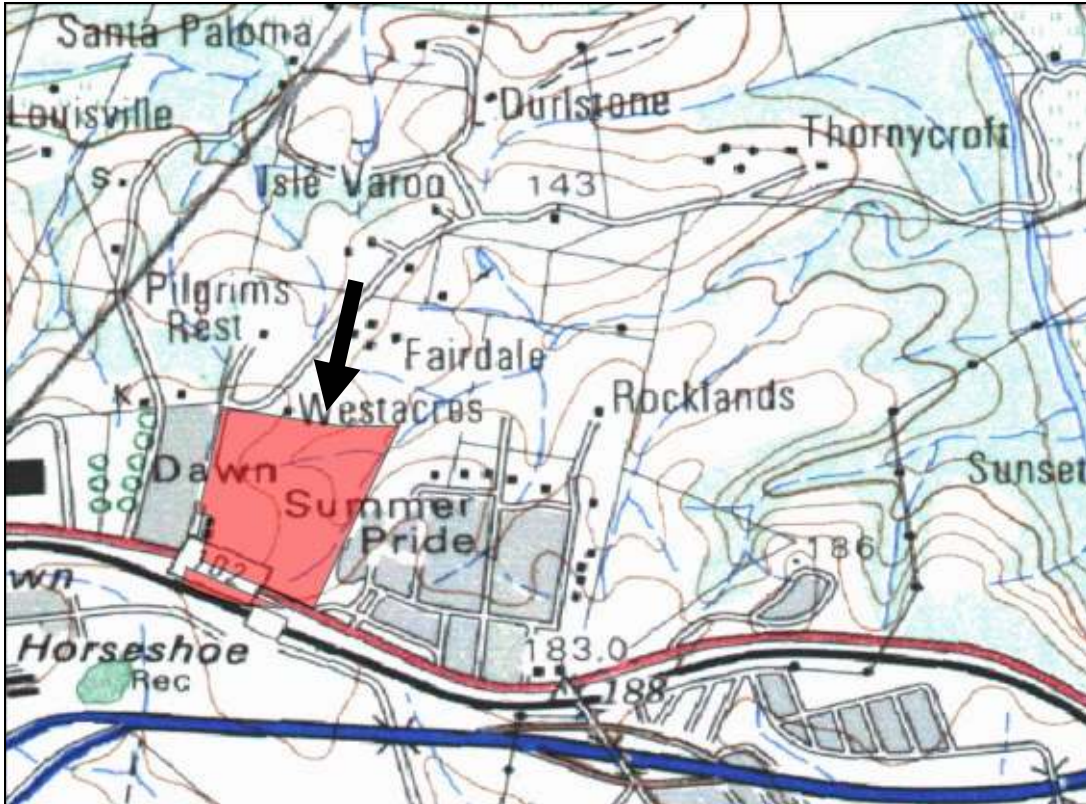 Santa Paloma
Louisville
Durlstone
Thornycroft
S
Isle Varoo
143
Pilgrims
Rest
Fairdale
K
Westacres
Rocklands
Dawn
Sunset
Summer
Pride
102
186
wn
Horseshoe
183.0
Rec
188